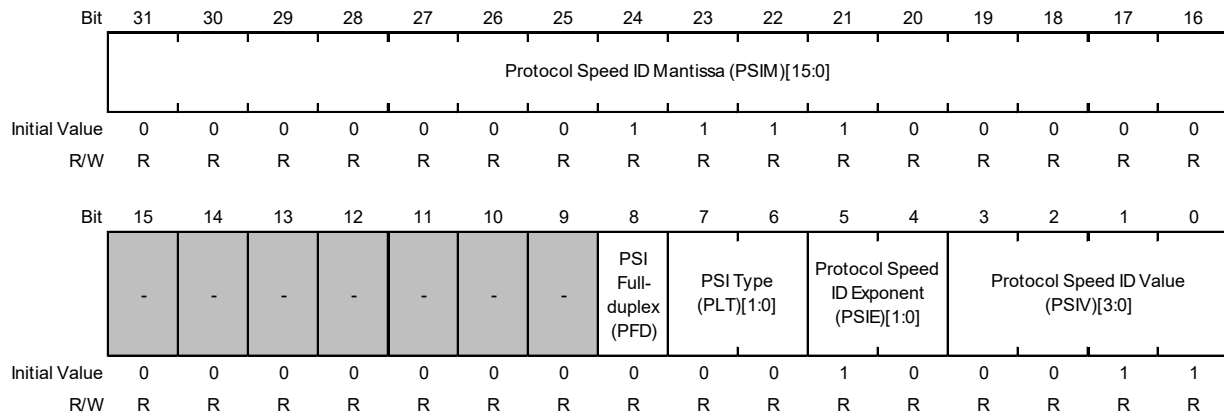 Bit 31 30 29 28 27 26 25 24 23 22 21 20 19 18 17 16
Protocol Speed ID Mantissa (PSIM)[15:0]
Initial Value 0 0 0 0 0 0 0 1 1 1 1 0 0 0 0 0
R/W R R R R R R R R R R R R R R R R
Bit 15 14 13 12 11 10 9 8 7 6 5 4 3 2 1 0
- - - - - - -
PSI
Full-
duplex
(PFD)
PSI Type
(PLT)[1:0]
Protocol Speed
ID Exponent
(PSIE)[1:0]
Protocol Speed ID Value
(PSIV)[3:0]
Initial Value 0 0 0 0 0 0 0 0 0 0 1 0 0 0 1 1
R/W R R R R R R R R R R R R R R R R